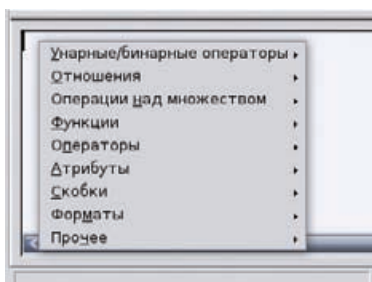 Унарные/бинарные операторы
Отношения
Операции над множеством
Функции
Операторы
Атрибуты
Скобки
Форматы
Прочее